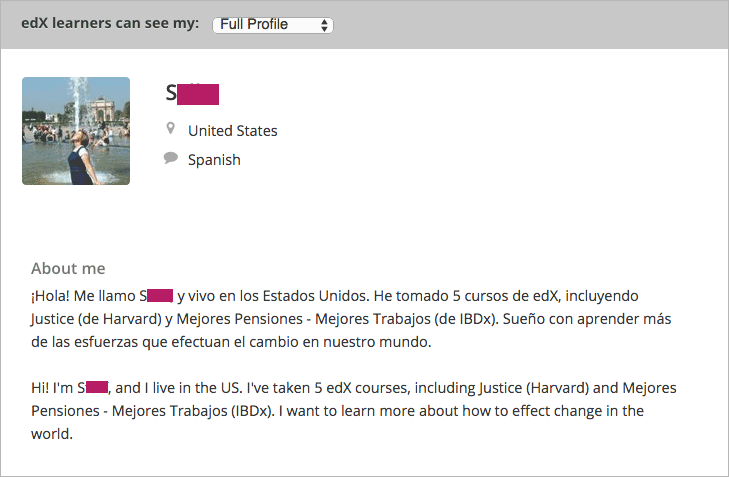 edX learners can see my: Full Profile
S
United States
Spanish
About me
¡Hola! Me llamo S , y vivo en los Estados Unidos. He tomado 5 cursos de edX, incluyendo
Justice (de Harvard) y Mejores Pensiones - Mejores Trabajos (de IBDx). Sueño con aprender más
de las esfuerzas que efectuan el cambio en nuestro mundo.
Hi! I'm S , and I live in the US. I've taken 5 edX courses, including Justice (Harvard) and Mejores
Pensiones - Mejores Trabajos (IBDx). I want to learn more about how to effect change in the
world.